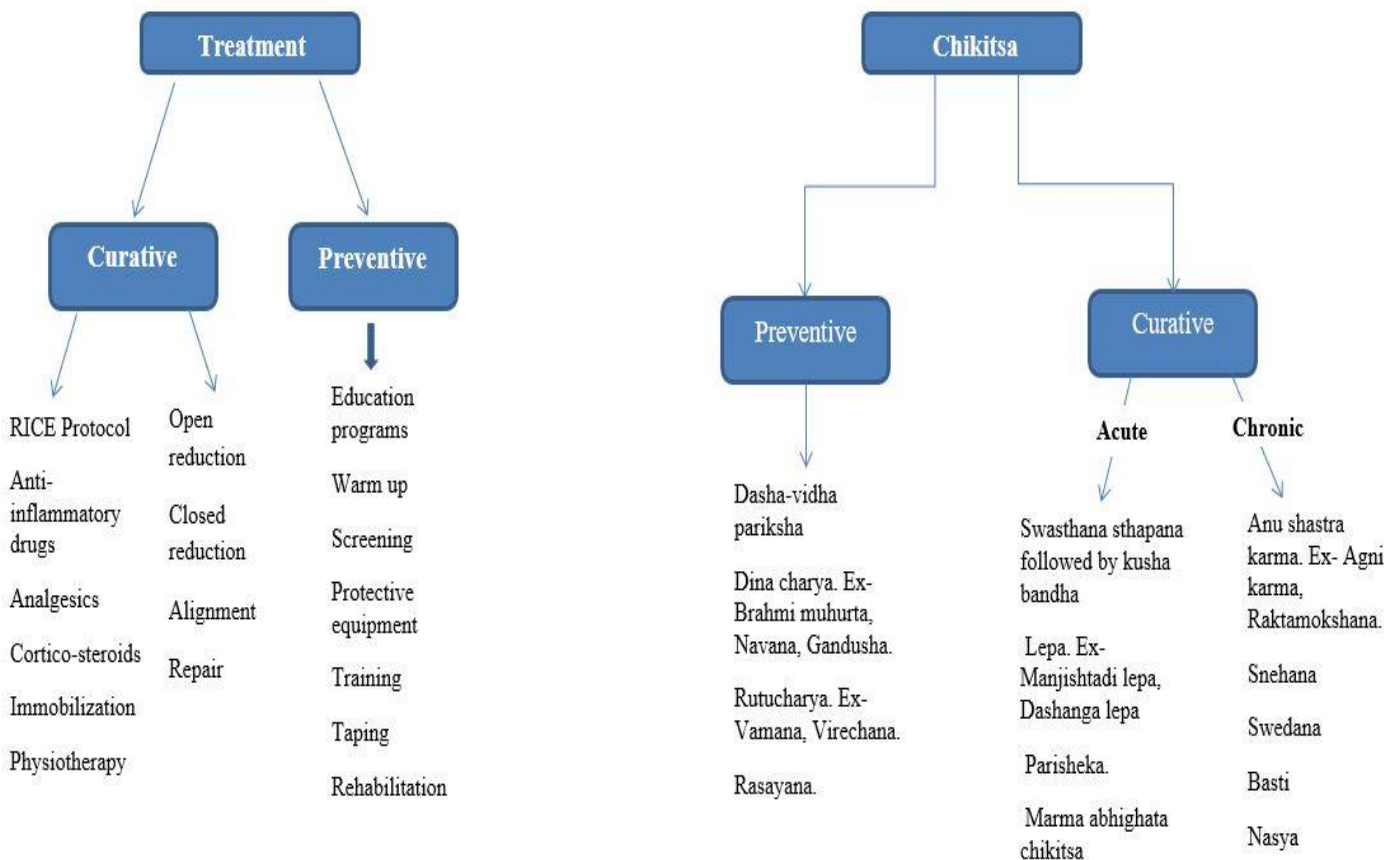 Treatment
Curative
Preventive
RICE Protocol
Anti-
inflammatory
drugs
Analgesics
Cortico-steroids
Immobilization
Physiotherapy
Open
reduction
Closed
reduction
Alignment
Repair
Education
programs
Warm up
Screening
Protective
equipment
Training
Taping
Rehabilitation
Chikitsa
Preventive
Dasha-vidha
pariksha
Dina charya. Ex-
Brahmi muhurta,
Navana, Gandusha.
Rutucharya. Ex-
Vamana, Virechana.
Rasayana.
Curative
Acute
Swasthana sthapana
followed by kusha
bandha
Lepa. Ex-
Manjishtadi lepa,
Dashanga lepa
Parisheka.
Marma abhighata
chikitsa
Chronic
Anu shastra
karma. Ex- Agni
karma,
Raktamokshana.
Snehana
Swedana
Basti
Nasya